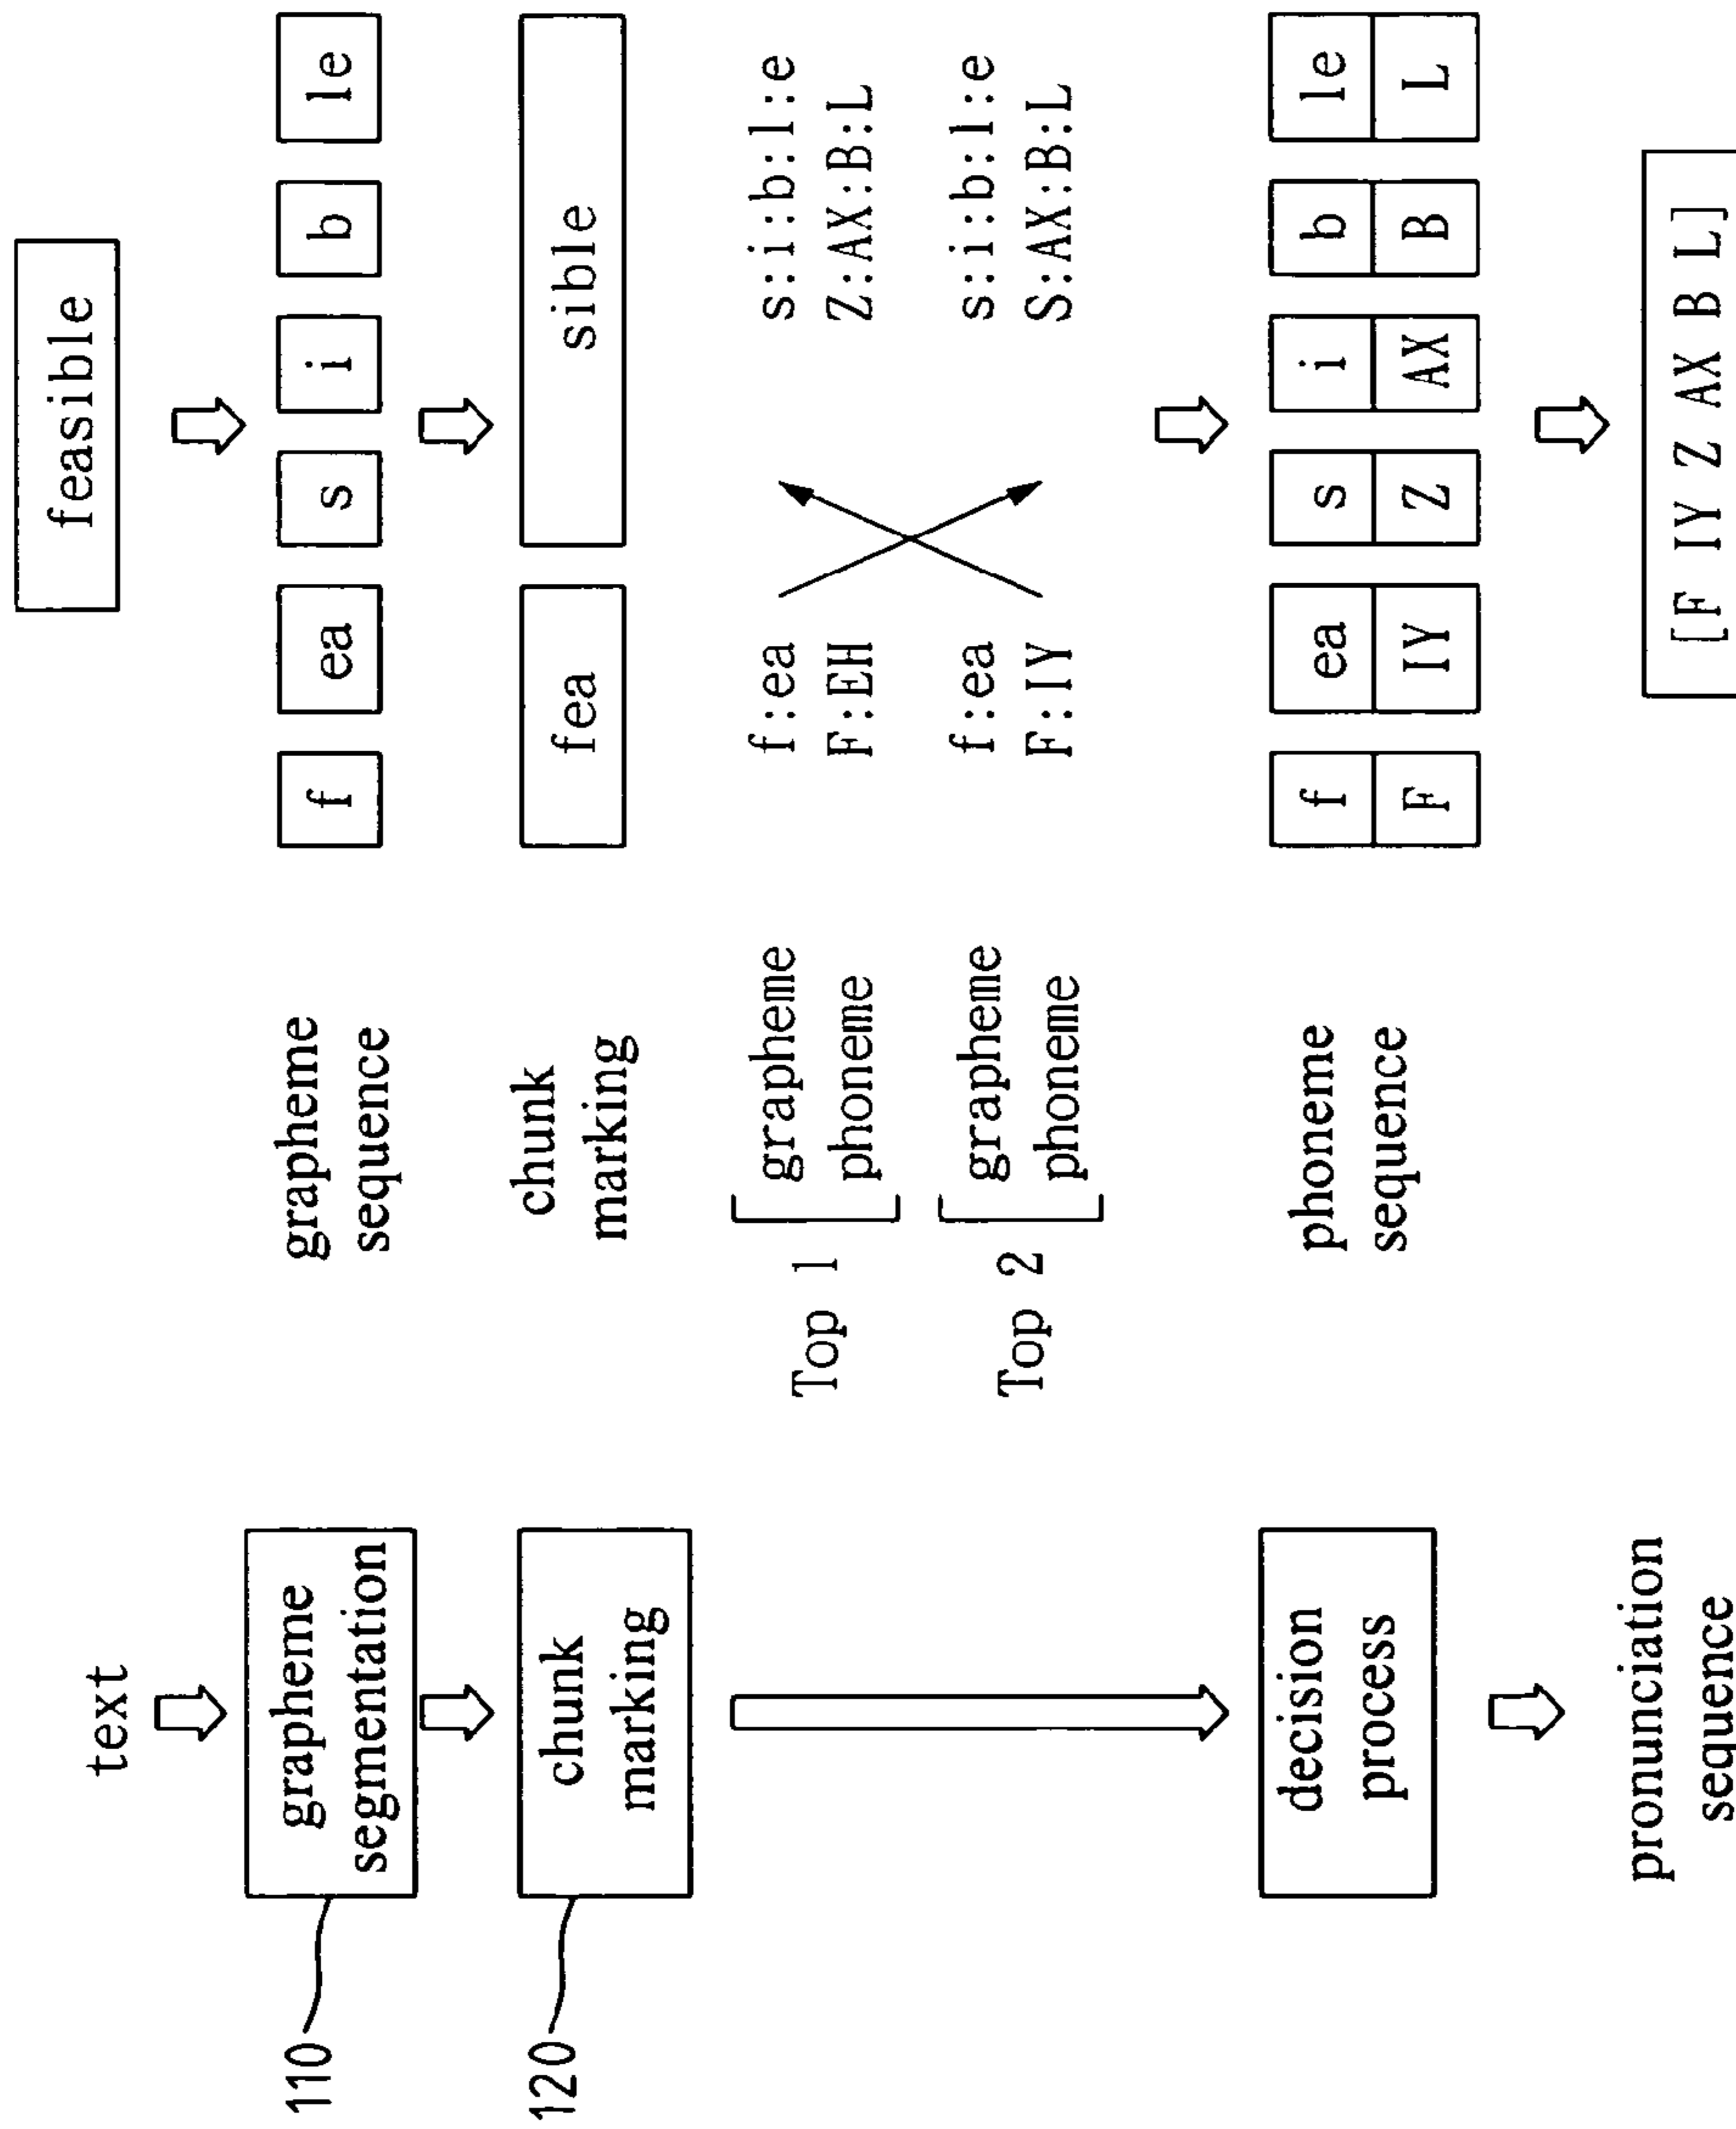 text
feasible
110
grapheme
segmentation
grapheme
sequence
f ea s i b le
120
chunk
marking
chunk
marking
fea sible
Top 1
grapheme f:ea s:i:b:l:e
phoneme F:EH Z:AX:B:L
Top 2
grapheme f:ea s:i:b:l:e
phoneme F:IY S:AX:B:L
decision
process
phoneme
sequence
f ea s i b le
F IY Z AX B L
pronunciation
sequence
[F IY Z AX B L]